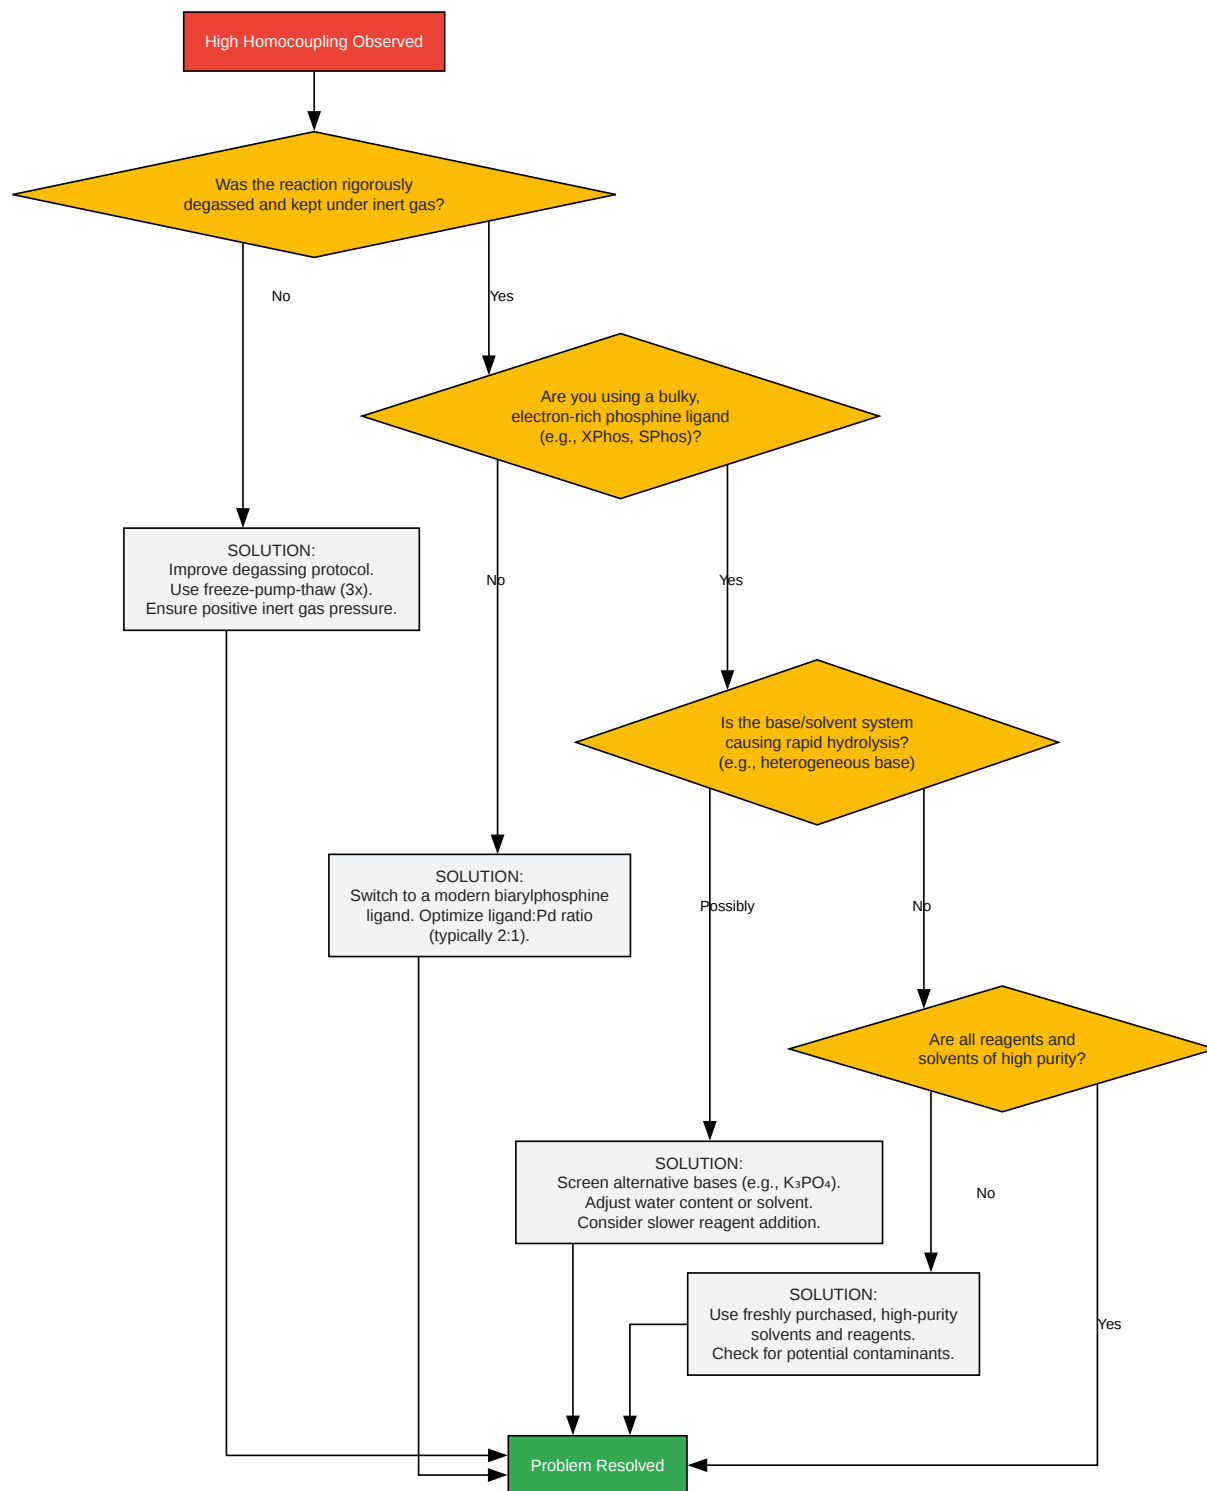 High Homocoupling Observed
Was the reaction rigorously
degassed and kept under inert gas?
No
Yes
Are you using a bulky,
electron-rich phosphine ligand
(e.g., XPhos, SPhos)?
SOLUTION:
Improve degassing protocol.
Use freeze-pump-thaw (3x).
Ensure positive inert gas pressure.
No
Yes
Is the base/solvent system
causing rapid hydrolysis?
(e.g., heterogeneous base)
SOLUTION:
Switch to a modern biarylphosphine
ligand. Optimize ligand:Pd ratio
(typically 2:1).
Possibly
No
Are all reagents and
solvents of high purity?
SOLUTION:
Screen alternative bases (e.g., K₃PO₄).
Adjust water content or solvent.
Consider slower reagent addition.
No
SOLUTION:
Use freshly purchased, high-purity
solvents and reagents.
Check for potential contaminants.
Yes
Problem Resolved